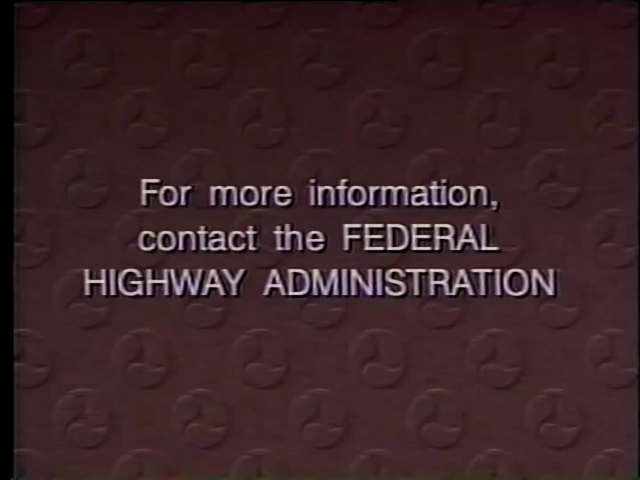 For more information,
contact the FEDERAL
HIGHWAY ADMINISTRATION